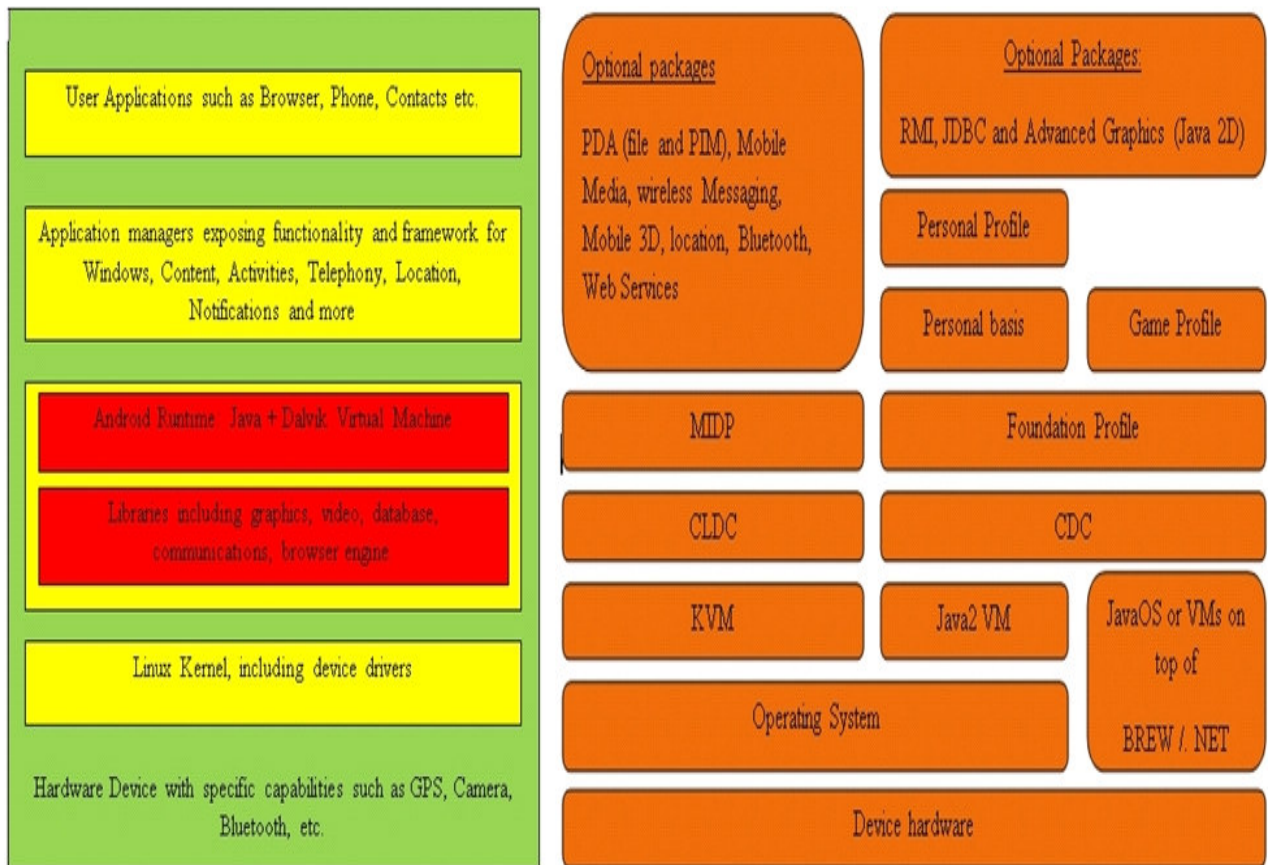 User Applications such as Browser, Phone, Contacts etc.
Application managers exposing functionality and framework for
Windows, Content, Activities, Telephony, Location,
Notifications and more
Android Runtime: Java + Dalvik Virtual Machine
Libraries including graphics, video, database,
communications, browser engine
Linux Kernel, including device drivers
Hardware Device with specific capabilities such as GPS, Camera,
Bluetooth, etc.
Optional packages
PDA (file and PIM), Mobile
Media, wireless Messaging,
Mobile 3D, location, Bluetooth,
Web Services
Optional Packages:
RMI, JDBC and Advanced Graphics (Java 2D)
Personal Profile
Personal basis
Game Profile
MIDP
Foundation Profile
CLDC
CDC
KVM
Java2 VM
JavaOS or VMs on
top of
BREW /. NET
Operating System
Device hardware